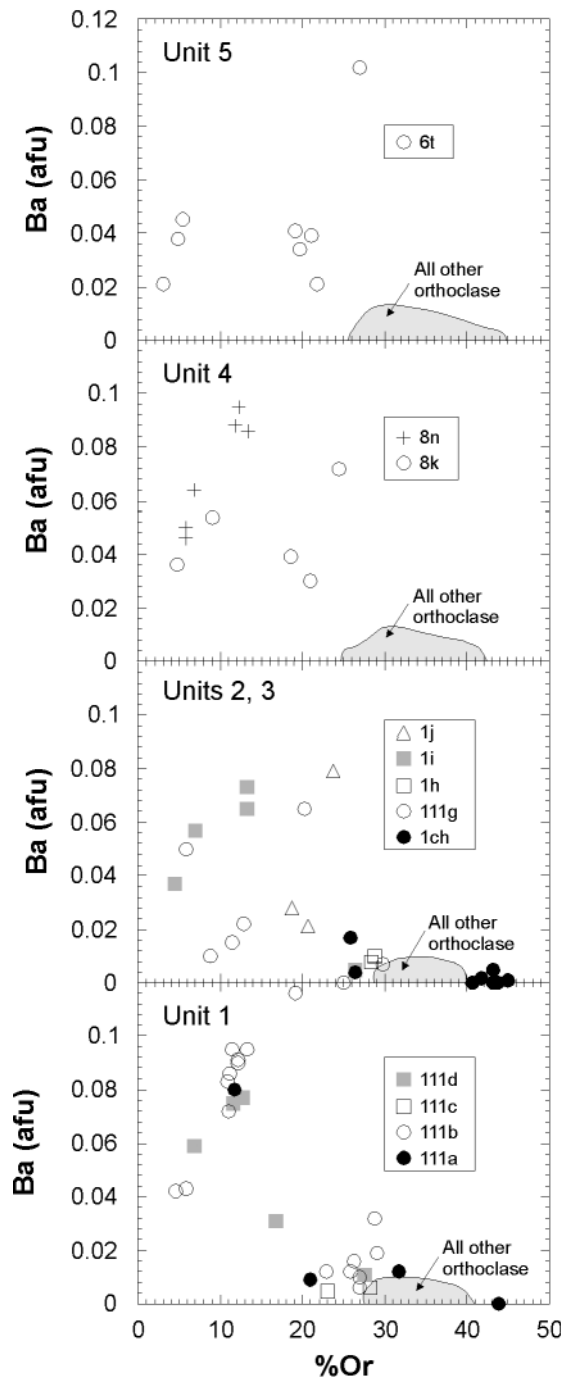 0.12
Unit 5
0.1
6t
0.08
Ba (afu)
0.06
0.04
All other
orthoclase
0.02
0
Unit 4
0.1
8n
8k
0.08
Ba (afu)
0.06
0.04
All other
orthoclase
0.02
0
Units 2, 3
0.1
1j
1i
1h
111g
1ch
0.08
Ba (afu)
0.06
0.04
All other
orthoclase
0.02
0
Unit 1
0.1
111d
111c
111b
111a
0.08
Ba (afu)
0.06
0.04
All other
orthoclase
0.02
0
0 10 20 30 40 50
%Or